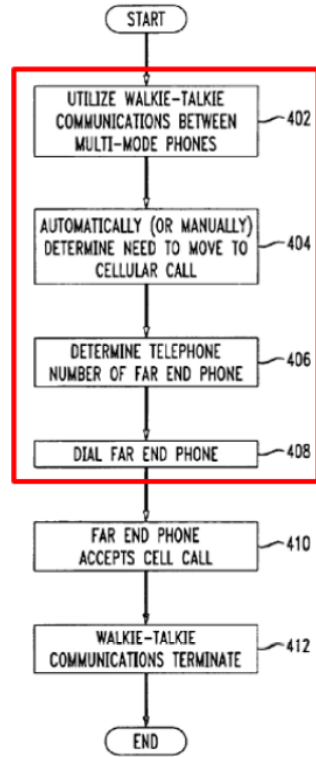 START
UTILIZE WALKIE-TALKIE
COMMUNICATIONS BETWEEN
MULTI-MODE PHONES
402
AUTOMATICALLY (OR MANUALLY)
DETERMINE NEED TO MOVE TO
CELLULAR CALL
404
DETERMINE TELEPHONE
NUMBER OF FAR END PHONE
406
DIAL FAR END PHONE
408
FAR END PHONE
ACCEPTS CELL CALL
410
WALKIE-TALKIE
COMMUNICATIONS TERMINATE
412
END